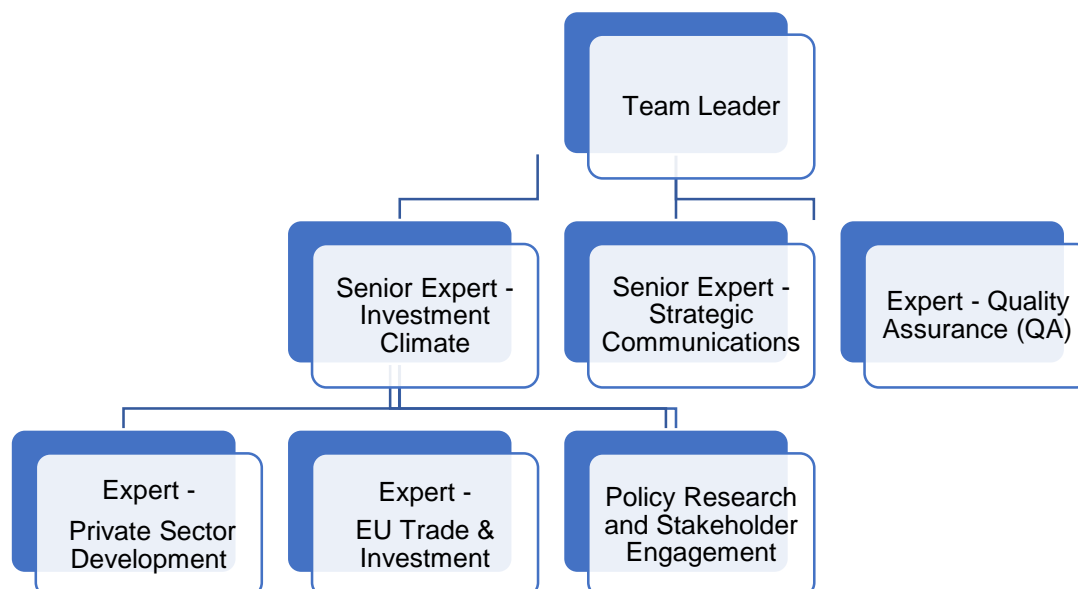 Team Leader
Senior Expert -
Investment
Climate
Senior Expert -
Strategic
Communications
Expert - Quality
Assurance (QA)
Expert -
Private Sector
Development
Expert -
EU Trade &
Investment
Policy Research
and Stakeholder
Engagement